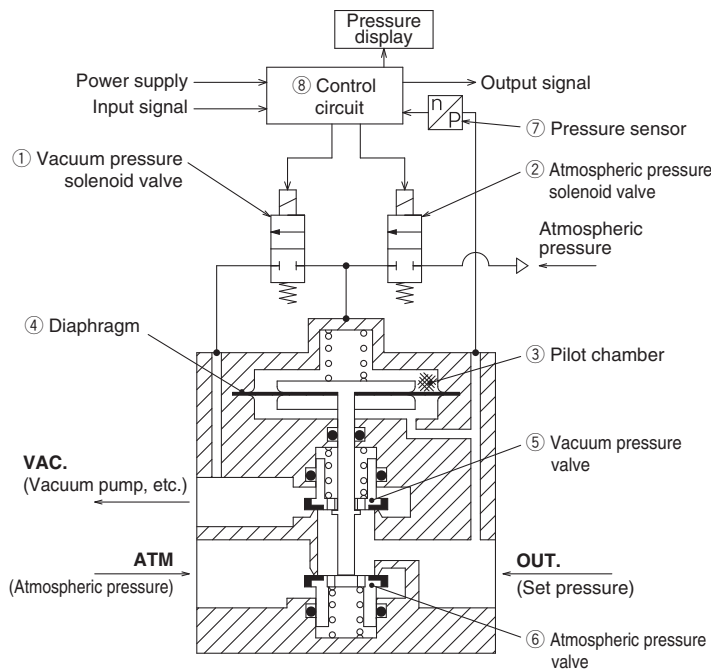 Pressure
display
Power supply
⑧ Control
circuit
Output signal
Input signal
n
P
⑦ Pressure sensor
① Vacuum pressure
solenoid valve
② Atmospheric pressure
solenoid valve
Atmospheric
pressure
④ Diaphragm
③ Pilot chamber
⑤ Vacuum pressure
valve
VAC.
(Vacuum pump, etc.)
ATM
(Atmospheric pressure)
OUT.
(Set pressure)
⑥ Atmospheric pressure
valve